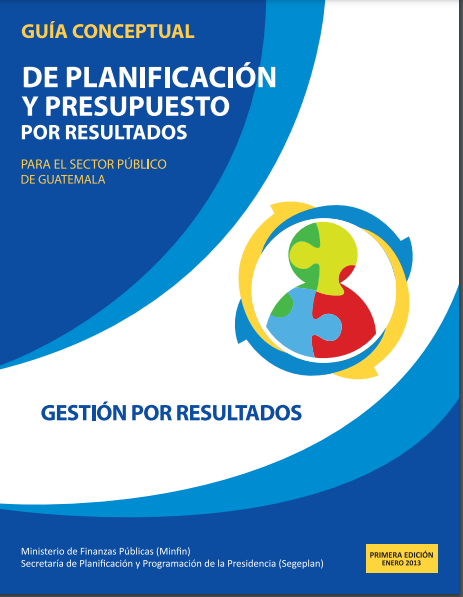 GUÍA CONCEPTUAL
DE PLANIFICACIÓN
Y PRESUPUESTO
POR RESULTADOS
PARA EL SECTOR PÚBLICO
DE GUATEMALA
GESTIÓN POR RESULTADOS
Ministerio de Finanzas Públicas (Minfin)
Secretaría de Planificación y Programación de la Presidencia (Segeplan)
PRIMERA EDICIÓN
ENERO 2013